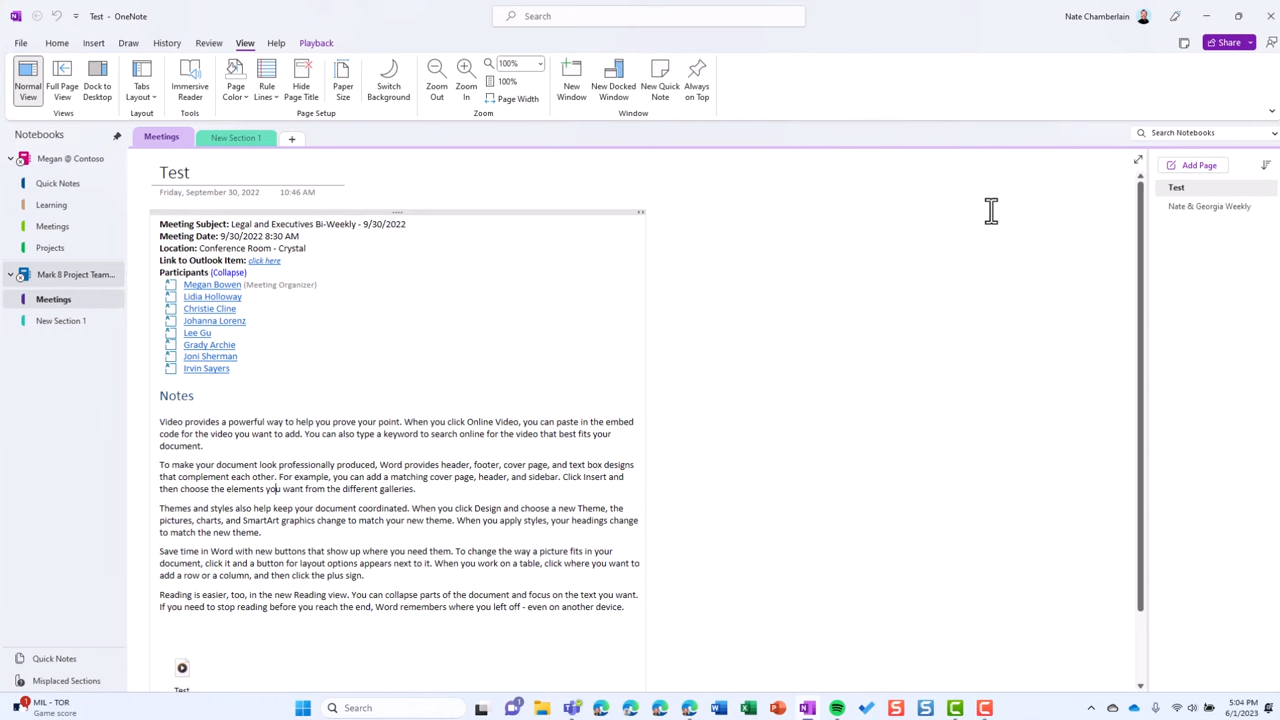 Test - OneNote
Search
Nate Chamberlain
File Home Insert Draw History Review View Help Playback
Share
Normal View
Full Page View
Dock to Desktop
Tabs Layout
Immersive Reader
Page Color
Rule Lines
Hide Page Title
Paper Size
Switch Background
Zoom Out
Zoom In
100%
100%
Page Width
New Window
New Docked Window
New Quick Note
Always on Top
Views Layout Tools Page Setup Zoom Window
Notebooks
Meetings New Section 1
Search Notebooks
Megan @ Contoso
Quick Notes
Learning
Meetings
Projects
Mark 8 Project Team...
Meetings
New Section 1
Quick Notes
Misplaced Sections
Test
Friday, September 30, 2022 10:46 AM
Meeting Subject: Legal and Executives Bi-Weekly - 9/30/2022
Meeting Date: 9/30/2022 8:30 AM
Location: Conference Room - Crystal
Link to Outlook Item: click here
Participants (Collapse)
Megan Bowen (Meeting Organizer)
Lidia Holloway
Christie Cline
Johanna Lorenz
Lee Gu
Grady Archie
Joni Sherman
Irvin Sayers
Notes
Video provides a powerful way to help you prove your point. When you click Online Video, you can paste in the embed
code for the video you want to add. You can also type a keyword to search online for the video that best fits your
document.
To make your document look professionally produced, Word provides header, footer, cover page, and text box designs
that complement each other. For example, you can add a matching cover page, header, and sidebar. Click Insert and
then choose the elements you want from the different galleries.
Themes and styles also help keep your document coordinated. When you click Design and choose a new Theme, the
pictures, charts, and SmartArt graphics change to match your new theme. When you apply styles, your headings change
to match the new theme.
Save time in Word with new buttons that show up where you need them. To change the way a picture fits in your
document, click it and a button for layout options appears next to it. When you work on a table, click where you want to
add a row or a column, and then click the plus sign.
Reading is easier, too, in the new Reading view. You can collapse parts of the document and focus on the text you want.
If you need to stop reading before you reach the end, Word remembers where you left off - even on another device.
Test
Add Page
Test
Nate & Georgia Weekly
1
MIL - TOR
Game score
Search
5:04 PM
6/1/2023